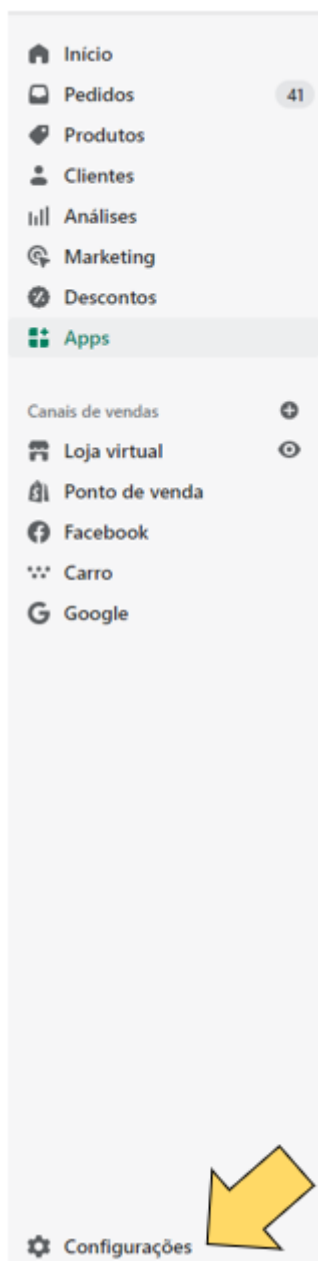 Início
Pedidos 41
Produtos
Clientes
Análises
Marketing
Descontos
Apps
Canais de vendas
Loja virtual
Ponto de venda
Facebook
Carro
Google
Configurações